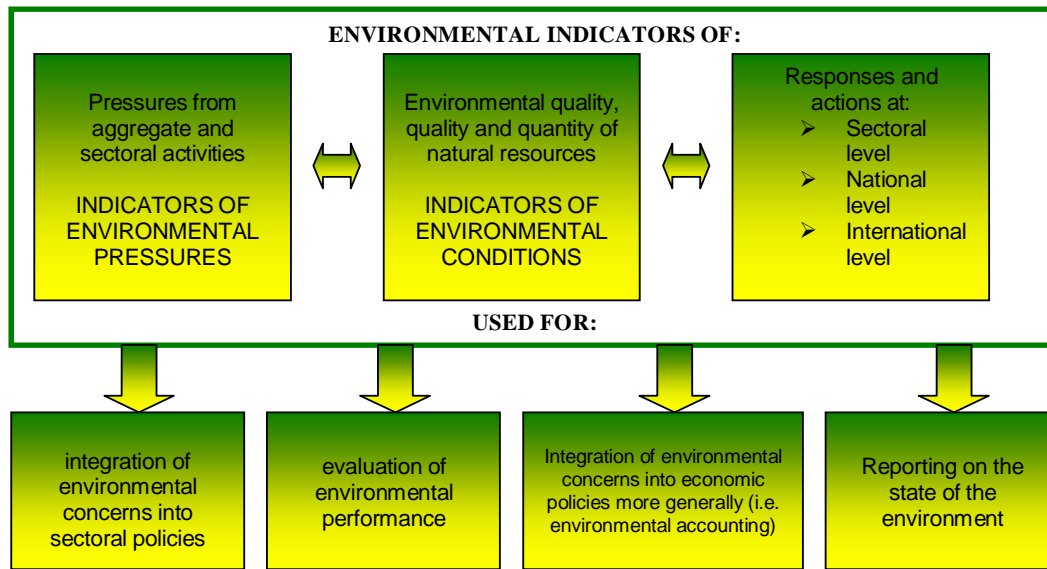 ENVIRONMENTAL INDICATORS OF:
Pressures from
aggregate and
sectoral activities
INDICATORS OF
ENVIRONMENTAL
PRESSURES
Environmental quality,
quality and quantity of
natural resources
INDICATORS OF
ENVIRONMENTAL
CONDITIONS
Responses and
actions at:
➢ Sectoral
level
➢ National
level
➢ International
level
USED FOR:
integration of
environmental
concerns into
sectoral policies
evaluation of
environmental
performance
Integration of environmental
concerns into economic
policies more generally (i.e.
environmental accounting)
Reporting on the
state of the
environment